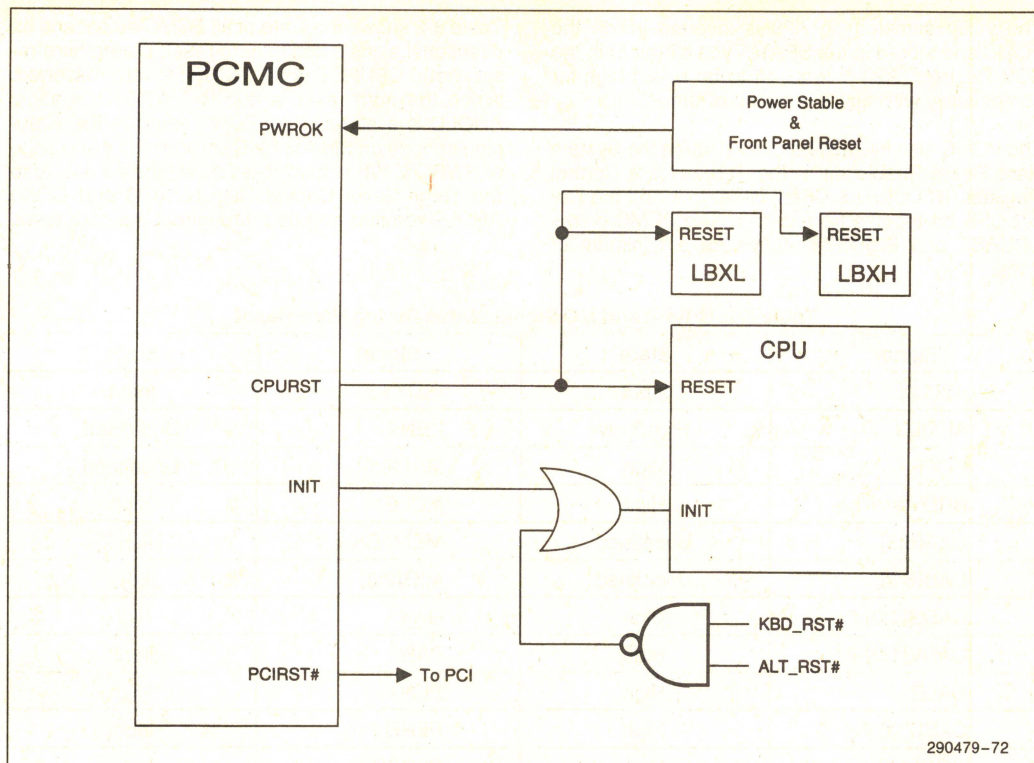 PCMC
PWROK
Power Stable
&
Front Panel Reset
RESET
LBXL
RESET
LBXH
CPU
CPURST
RESET
INIT
INIT
KBD_RST#
ALT_RST#
PCIRST#
To PCI
290479-72